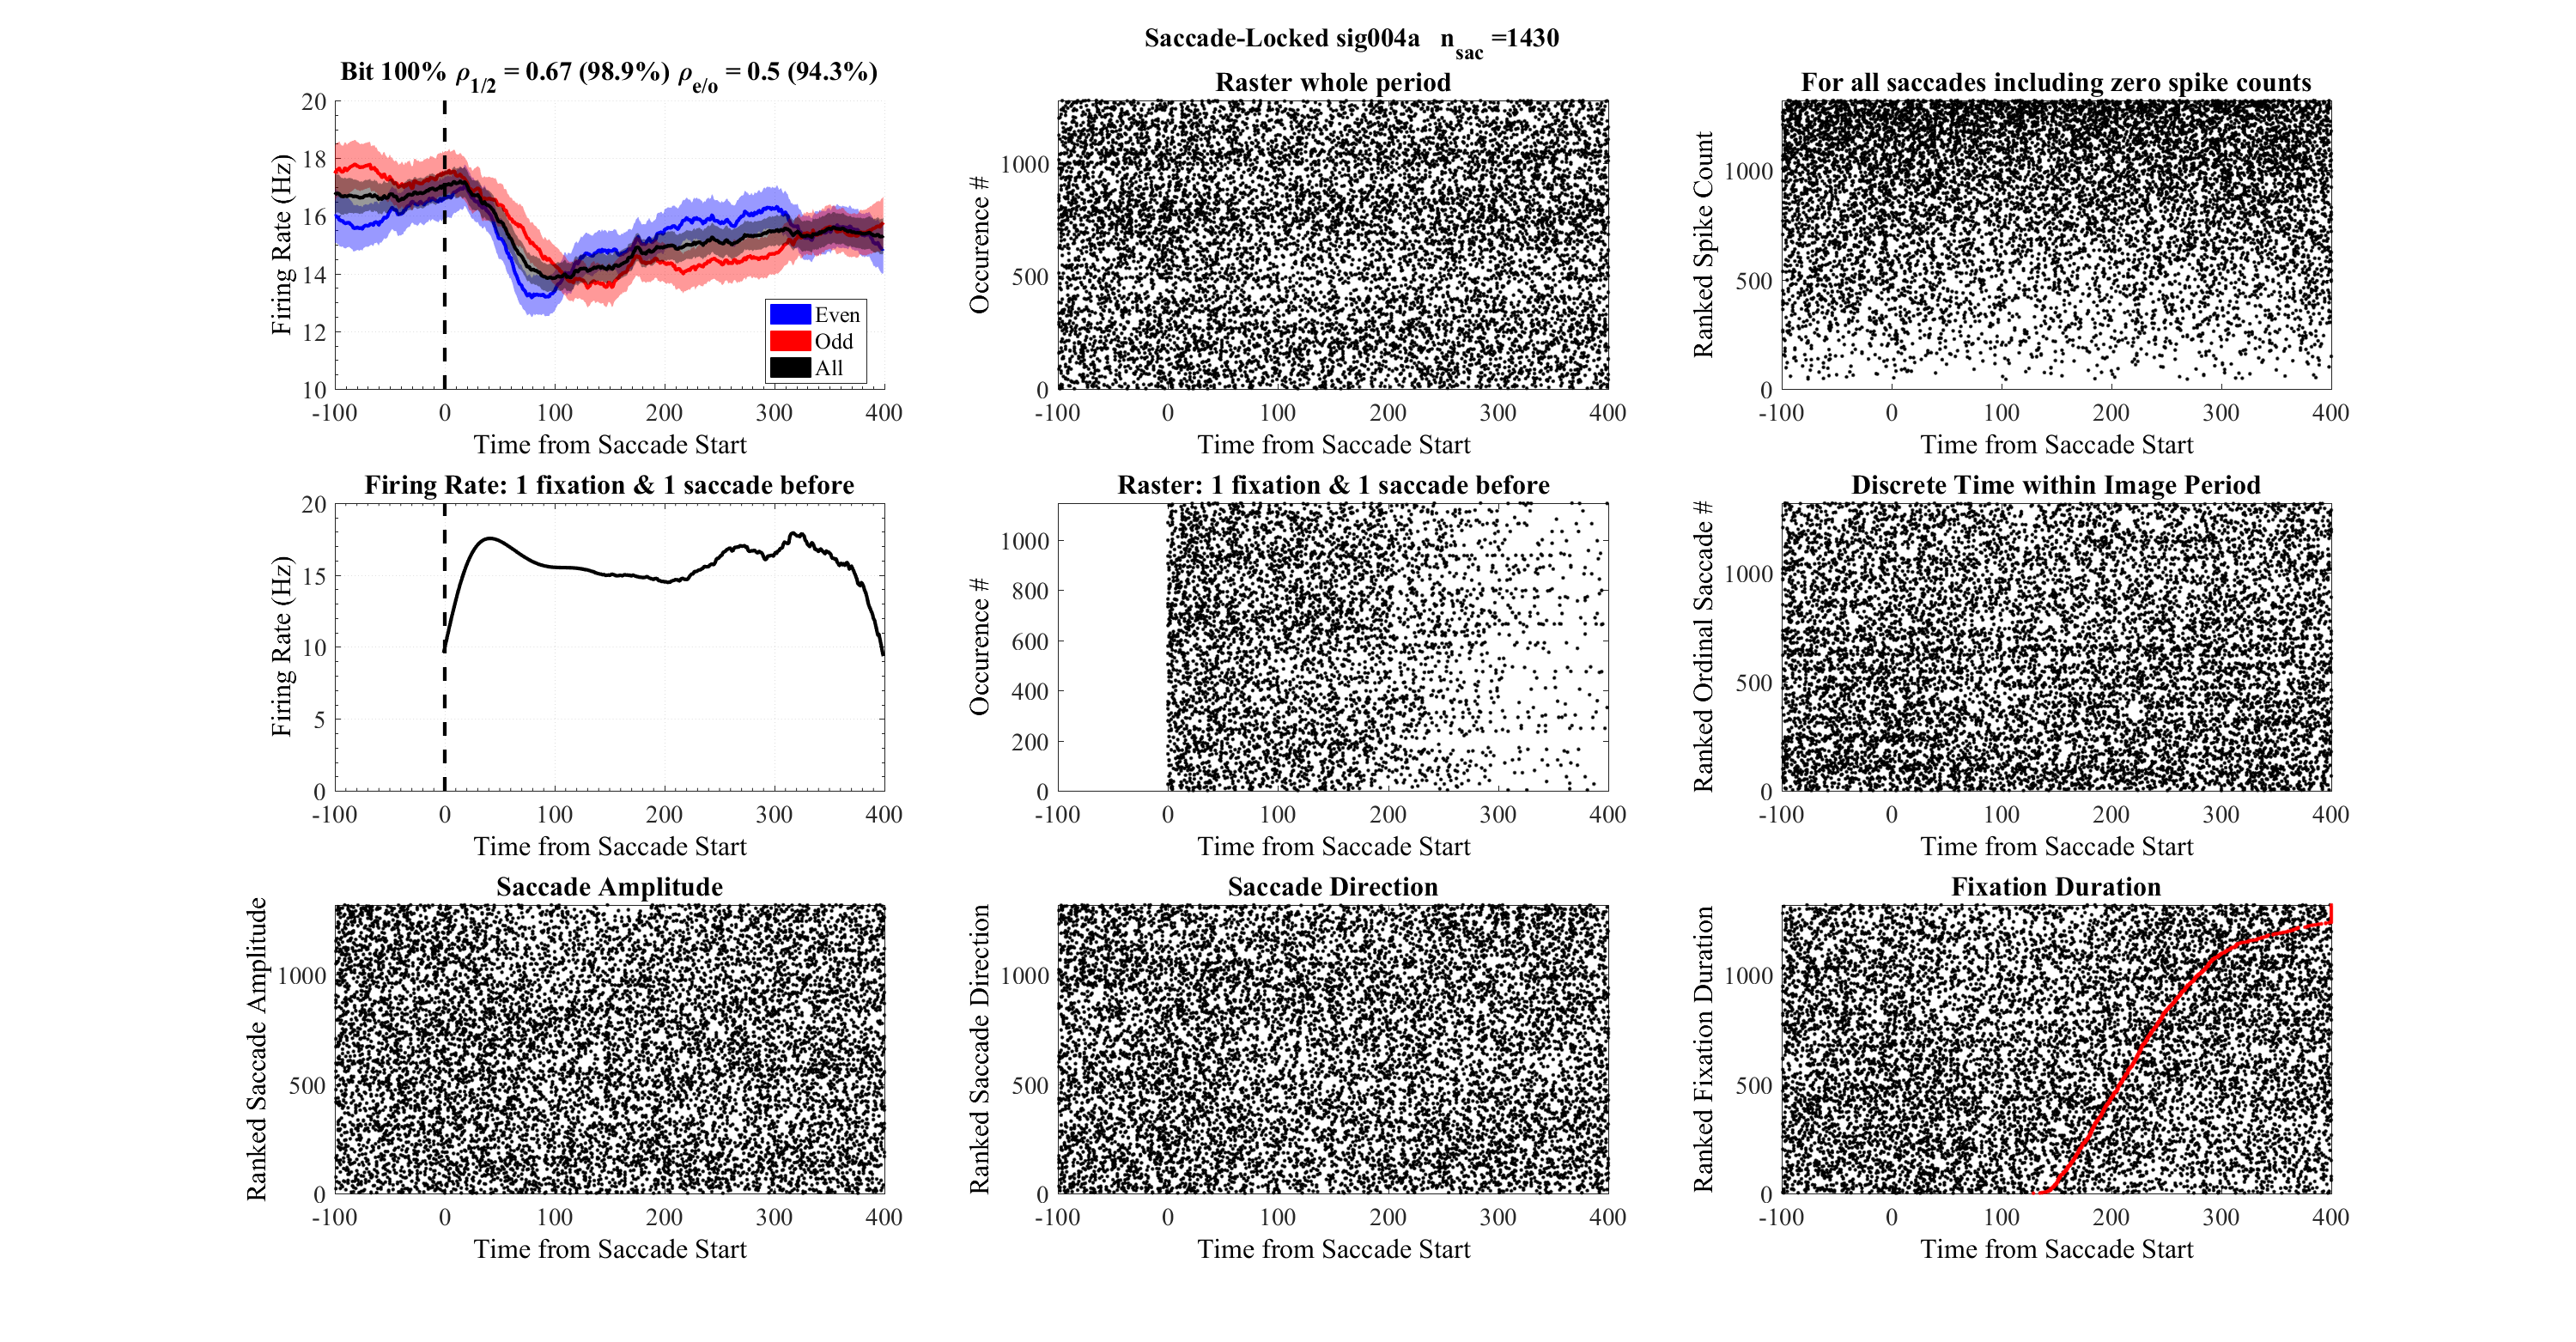 Saccade-Locked sig004a n_sac =1430
Bit 100% ρ_1/2 = 0.67 (98.9%) ρ_e/o = 0.5 (94.3%)
20
18
16
14
12
10
Firing Rate (Hz)
Even
Odd
All
-100 0 100 200 300 400
Time from Saccade Start
Raster whole period
1000
500
0
Occurence #
-100 0 100 200 300 400
Time from Saccade Start
For all saccades including zero spike counts
1000
500
0
Ranked Spike Count
-100 0 100 200 300 400
Time from Saccade Start
Firing Rate: 1 fixation & 1 saccade before
20
15
10
5
0
Firing Rate (Hz)
-100 0 100 200 300 400
Time from Saccade Start
Raster: 1 fixation & 1 saccade before
1000
800
600
400
200
0
Occurence #
-100 0 100 200 300 400
Time from Saccade Start
Discrete Time within Image Period
1000
500
0
Ranked Ordinal Saccade #
-100 0 100 200 300 400
Time from Saccade Start
Saccade Amplitude
1000
500
0
Ranked Saccade Amplitude
-100 0 100 200 300 400
Time from Saccade Start
Saccade Direction
1000
500
0
Ranked Saccade Direction
-100 0 100 200 300 400
Time from Saccade Start
Fixation Duration
1000
500
0
Ranked Fixation Duration
-100 0 100 200 300 400
Time from Saccade Start